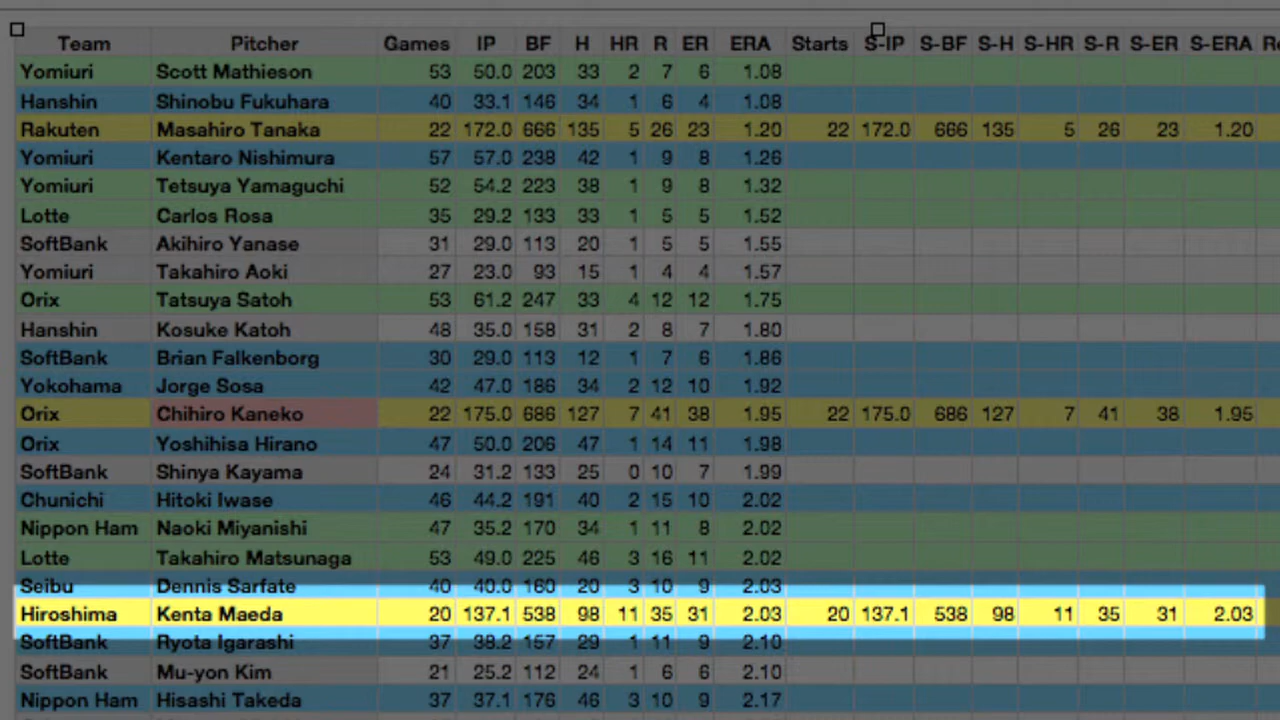 Team Pitcher Games IP BF H HR R ER ERA Starts S-IP S-BF S-H S-HR S-R S-ER S-ERA
Yomiuri Scott Mathieson 53 50.0 203 33 2 7 6 1.08
Hanshin Shinobu Fukuhara 40 33.1 146 34 1 6 4 1.08
Rakuten Masahiro Tanaka 22 172.0 666 135 5 26 23 1.20 22 172.0 666 135 5 26 23 1.20
Yomiuri Kentaro Nishimura 57 57.0 238 42 1 9 8 1.26
Yomiuri Tetsuya Yamaguchi 52 54.2 223 38 1 9 8 1.32
Lotte Carlos Rosa 35 29.2 133 33 1 5 5 1.52
SoftBank Akihiro Yanase 31 29.0 113 20 1 5 5 1.55
Yomiuri Takahiro Aoki 27 23.0 93 15 1 4 4 1.57
Orix Tatsuya Satoh 53 61.2 247 33 4 12 12 1.75
Hanshin Kosuke Katoh 48 35.0 158 31 2 8 7 1.80
SoftBank Brian Falkenborg 30 29.0 113 12 1 7 6 1.86
Yokohama Jorge Sosa 42 47.0 186 34 2 12 10 1.92
Orix Chihiro Kaneko 22 175.0 686 127 7 41 38 1.95 22 175.0 686 127 7 41 38 1.95
Orix Yoshihisa Hirano 47 50.0 206 47 1 14 11 1.98
SoftBank Shinya Kayama 24 31.2 133 25 0 10 7 1.99
Chunichi Hitoki Iwase 46 44.2 191 40 2 15 10 2.02
Nippon Ham Naoki Miyanishi 47 35.2 170 34 1 11 8 2.02
Lotte Takahiro Matsunaga 53 49.0 225 46 3 16 11 2.02
Seibu Dennis Sarfate 40 40.0 160 20 3 10 9 2.03
Hiroshima Kenta Maeda 20 137.1 538 98 11 35 31 2.03 20 137.1 538 98 11 35 31 2.03
SoftBank Ryota Igarashi 37 38.2 157 29 1 11 9 2.10
SoftBank Mu-yon Kim 21 25.2 112 24 1 6 6 2.10
Nippon Ham Hisashi Takeda 37 37.1 176 46 3 10 9 2.17